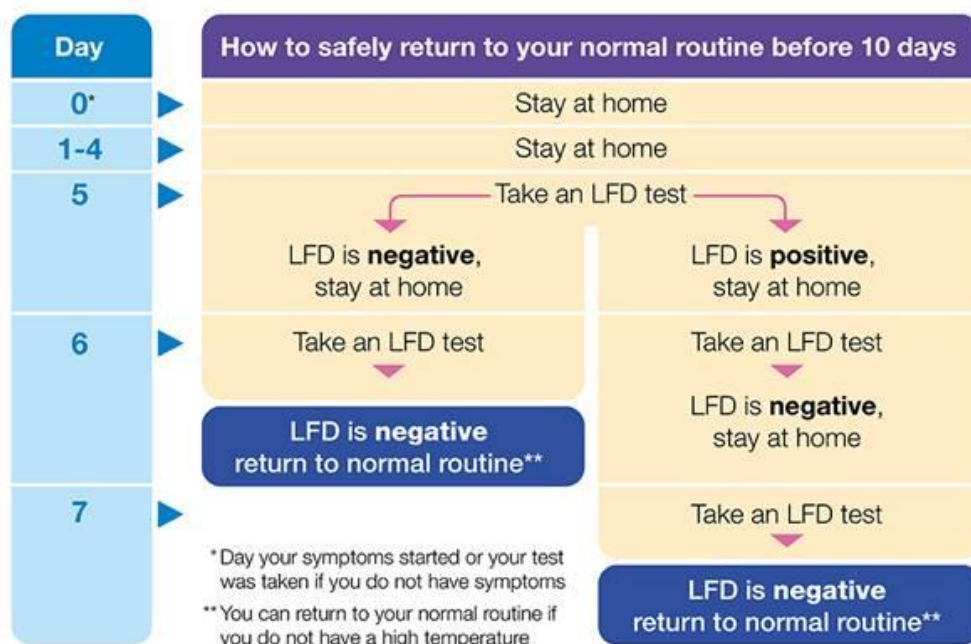 Day
How to safely return to your normal routine before 10 days
0*
Stay at home
1-4
Stay at home
5
Take an LFD test
LFD is negative,
stay at home
LFD is positive,
stay at home
6
Take an LFD test
Take an LFD test
LFD is negative
return to normal routine**
LFD is negative,
stay at home
7
Take an LFD test
* Day your symptoms started or your test
was taken if you do not have symptoms
** You can return to your normal routine if
you do not have a high temperature
LFD is negative
return to normal routine**